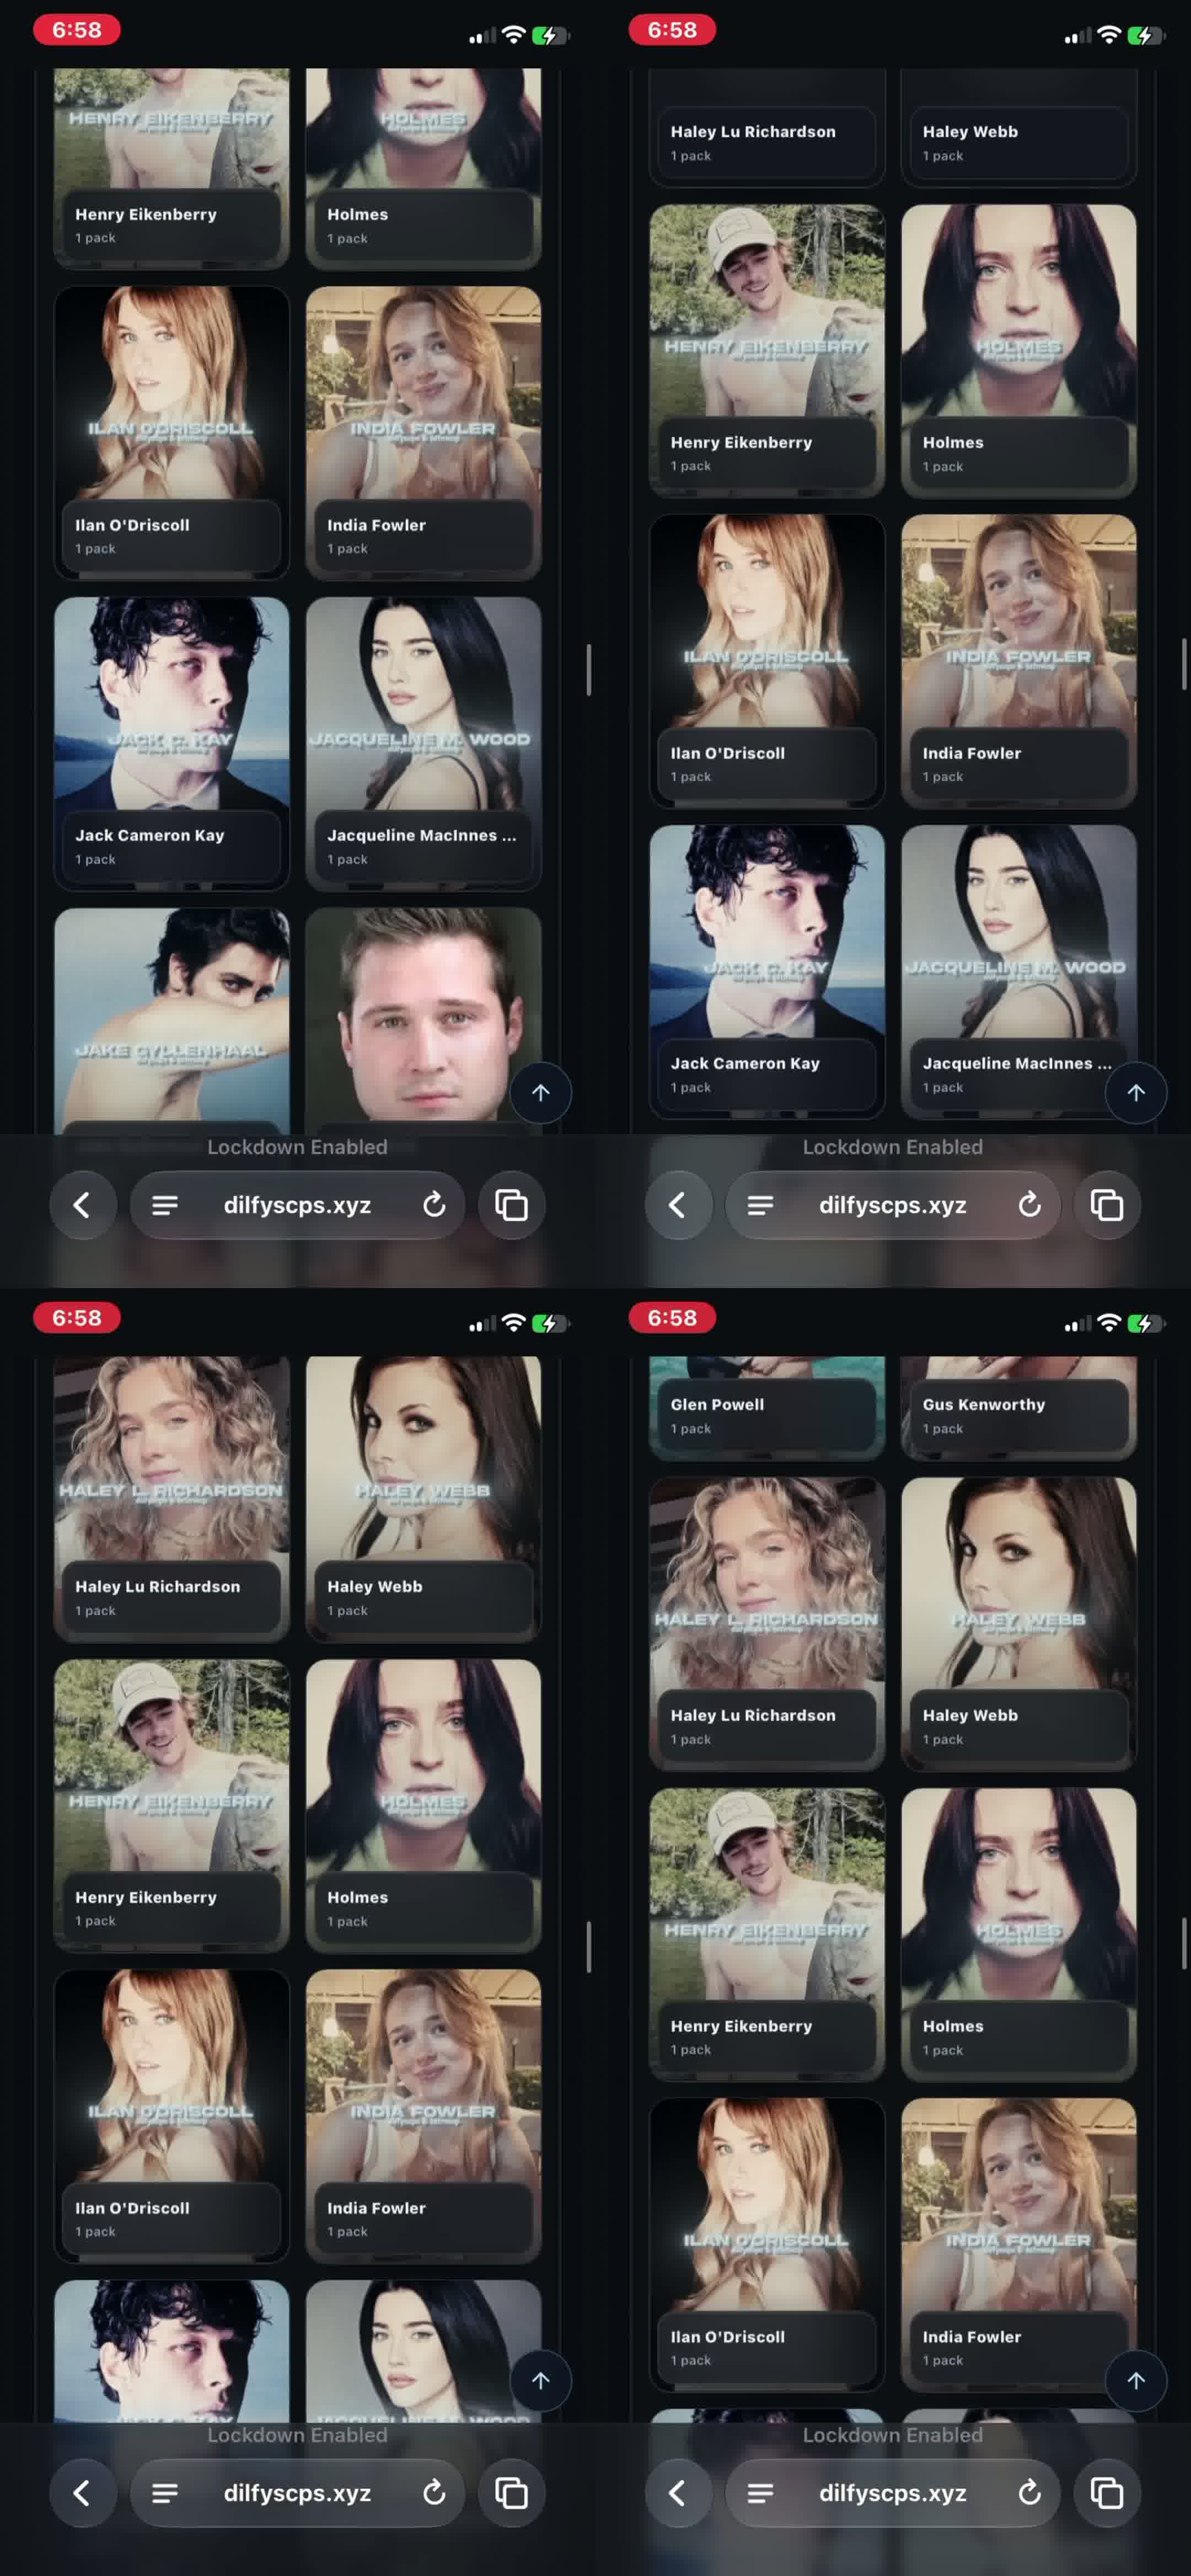 6:58
HENRY EIKENBERRY
HOLMES
Henry Eikenberry
1 pack
Holmes
1 pack
ILAN O'DRISCOLL
INDIA FOWLER
Ilan O'Driscoll
1 pack
India Fowler
1 pack
JACK C. KAY
JACQUELINE M. WOOD
Jack Cameron Kay
1 pack
Jacqueline MacInnes ...
1 pack
JAKE GYLLENHAAL
Lockdown Enabled
dilfyscps.xyz
6:58
Haley Lu Richardson
1 pack
Haley Webb
1 pack
HENRY EIKENBERRY
HOLMES
Henry Eikenberry
1 pack
Holmes
1 pack
ILAN O'DRISCOLL
INDIA FOWLER
Ilan O'Driscoll
1 pack
India Fowler
1 pack
JACK C. KAY
JACQUELINE M. WOOD
Jack Cameron Kay
1 pack
Jacqueline MacInnes ...
1 pack
Lockdown Enabled
dilfyscps.xyz
6:58
HALEY L. RICHARDSON
HALEY WEBB
Haley Lu Richardson
1 pack
Haley Webb
1 pack
HENRY EIKENBERRY
HOLMES
Henry Eikenberry
1 pack
Holmes
1 pack
ILAN O'DRISCOLL
INDIA FOWLER
Ilan O'Driscoll
1 pack
India Fowler
1 pack
JACK C. KAY
JACQUELINE M. WOOD
Lockdown Enabled
dilfyscps.xyz
6:58
Glen Powell
1 pack
Gus Kenworthy
1 pack
HALEY L. RICHARDSON
HALEY WEBB
Haley Lu Richardson
1 pack
Haley Webb
1 pack
HENRY EIKENBERRY
HOLMES
Henry Eikenberry
1 pack
Holmes
1 pack
ILAN O'DRISCOLL
INDIA FOWLER
Ilan O'Driscoll
1 pack
India Fowler
1 pack
Lockdown Enabled
dilfyscps.xyz